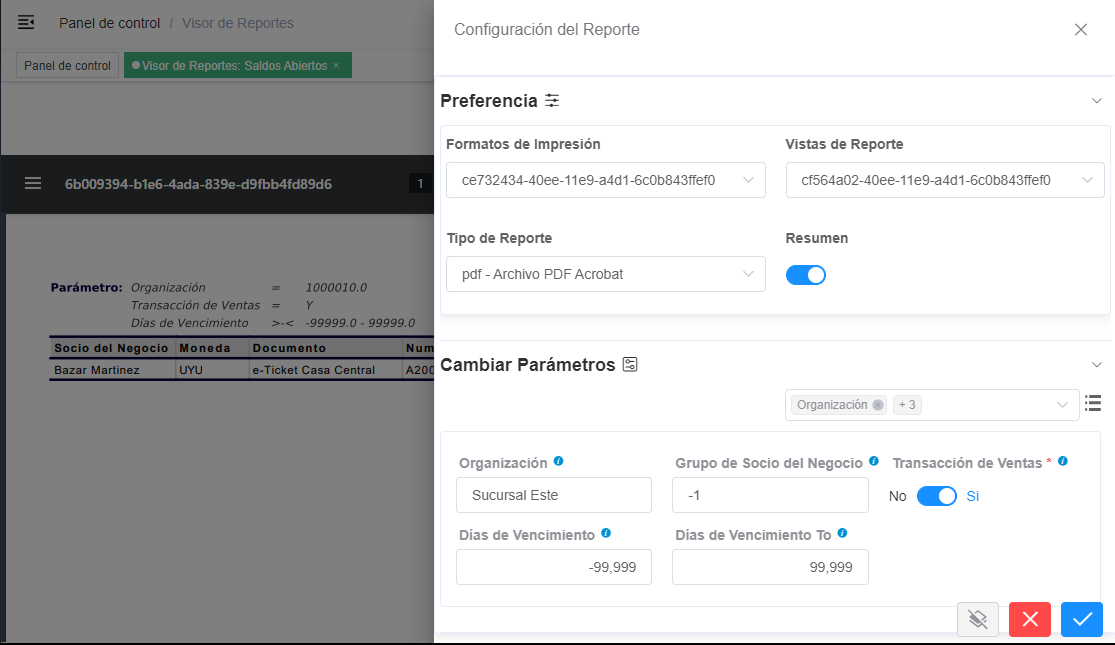 Panel de control / Visor de Reportes
Panel de control
Visor de Reportes: Saldos Abiertos ×
6b009394-b1e6-4ada-839e-d9fbb4fd89d6
1
Parámetro: Organización = 1000010.0
Transacción de Ventas = Y
Días de Vencimiento >-< -99999.0 - 99999.0
Socio del Negocio Moneda Documento Num
Bazar Martinez UYU e-Ticket Casa Central A200
Configuración del Reporte
Preferencia
Formatos de Impresión Vistas de Reporte
ce732434-40ee-11e9-a4d1-6c0b843ffef0 cf564a02-40ee-11e9-a4d1-6c0b843ffef0
Tipo de Reporte Resumen
pdf - Archivo PDF Acrobat
Cambiar Parámetros
Organización + 3
Organización Grupo de Socio del Negocio Transacción de Ventas *
Sucursal Este -1 No Si
Días de Vencimiento Días de Vencimiento To
-99,999 99,999